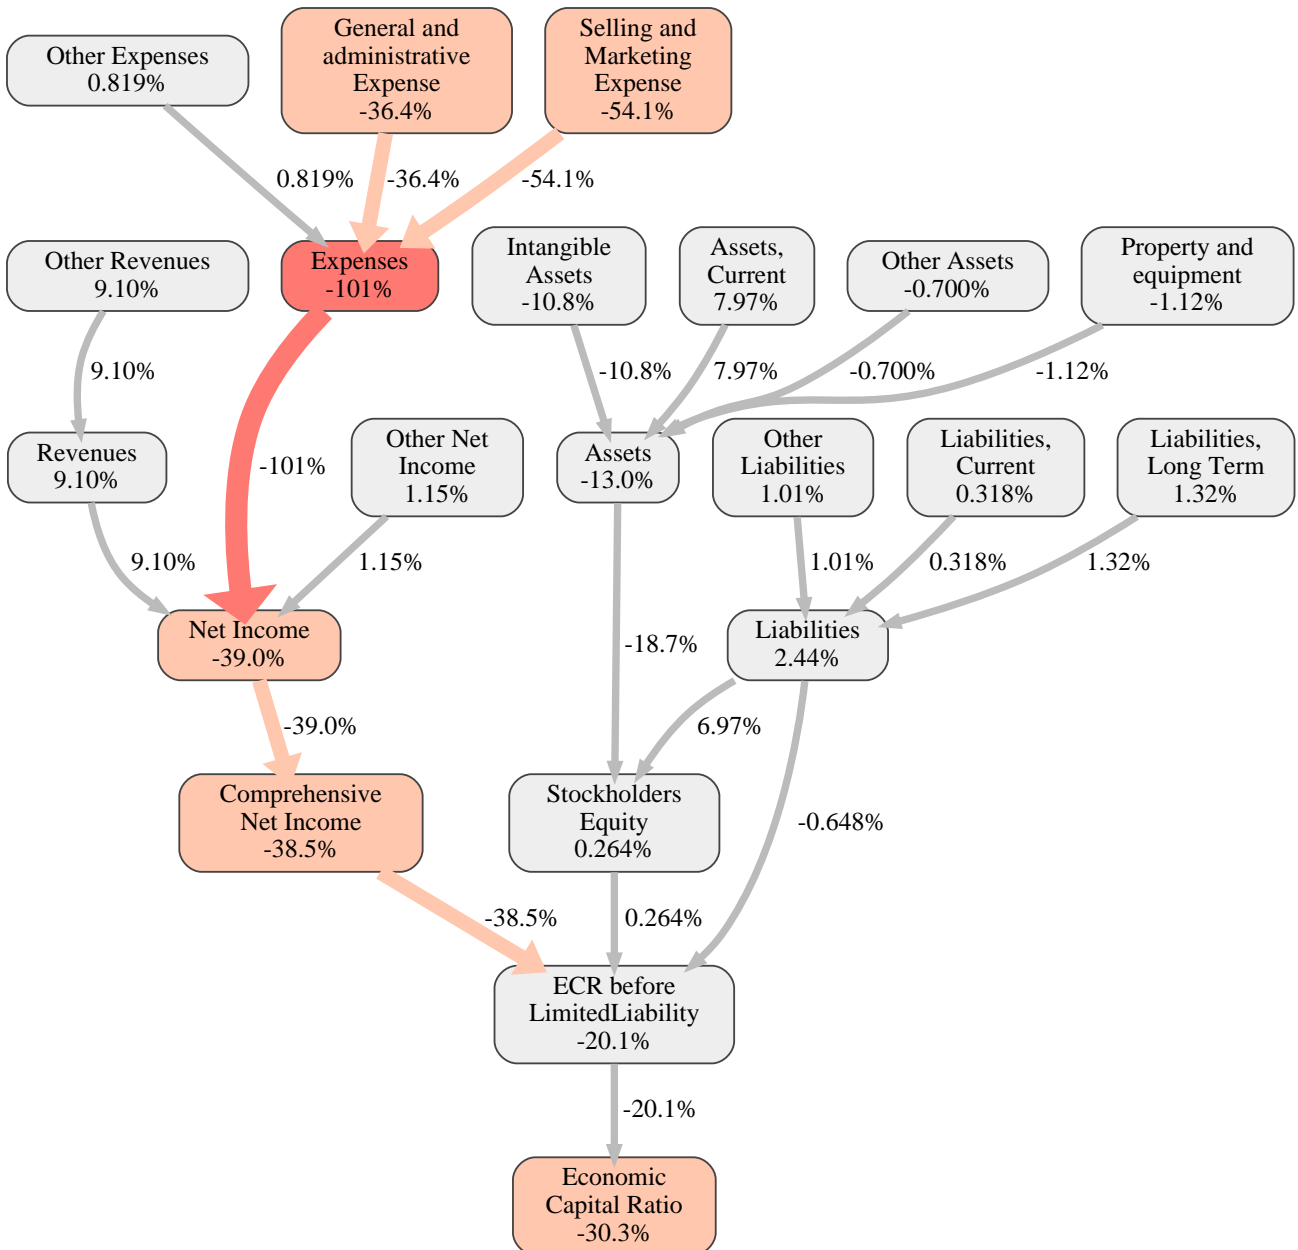 Other Expenses
0.819%
General and
administrative
Expense
-36.4%
Selling and
Marketing
Expense
-54.1%
0.819%
-36.4%
-54.1%
Other Revenues
9.10%
Expenses
-101%
Intangible
Assets
-10.8%
Assets,
Current
7.97%
Other Assets
-0.700%
Property and
equipment
-1.12%
9.10%
-10.8%
7.97%
-0.700%
-1.12%
Revenues
9.10%
-101%
Other Net
Income
1.15%
Assets
-13.0%
Other
Liabilities
1.01%
Liabilities,
Current
0.318%
Liabilities,
Long Term
1.32%
9.10%
1.15%
1.01%
0.318%
1.32%
Net Income
-39.0%
-18.7%
Liabilities
2.44%
-39.0%
6.97%
Comprehensive
Net Income
-38.5%
Stockholders
Equity
0.264%
-0.648%
-38.5%
0.264%
ECR before
LimitedLiability
-20.1%
-20.1%
Economic
Capital Ratio
-30.3%